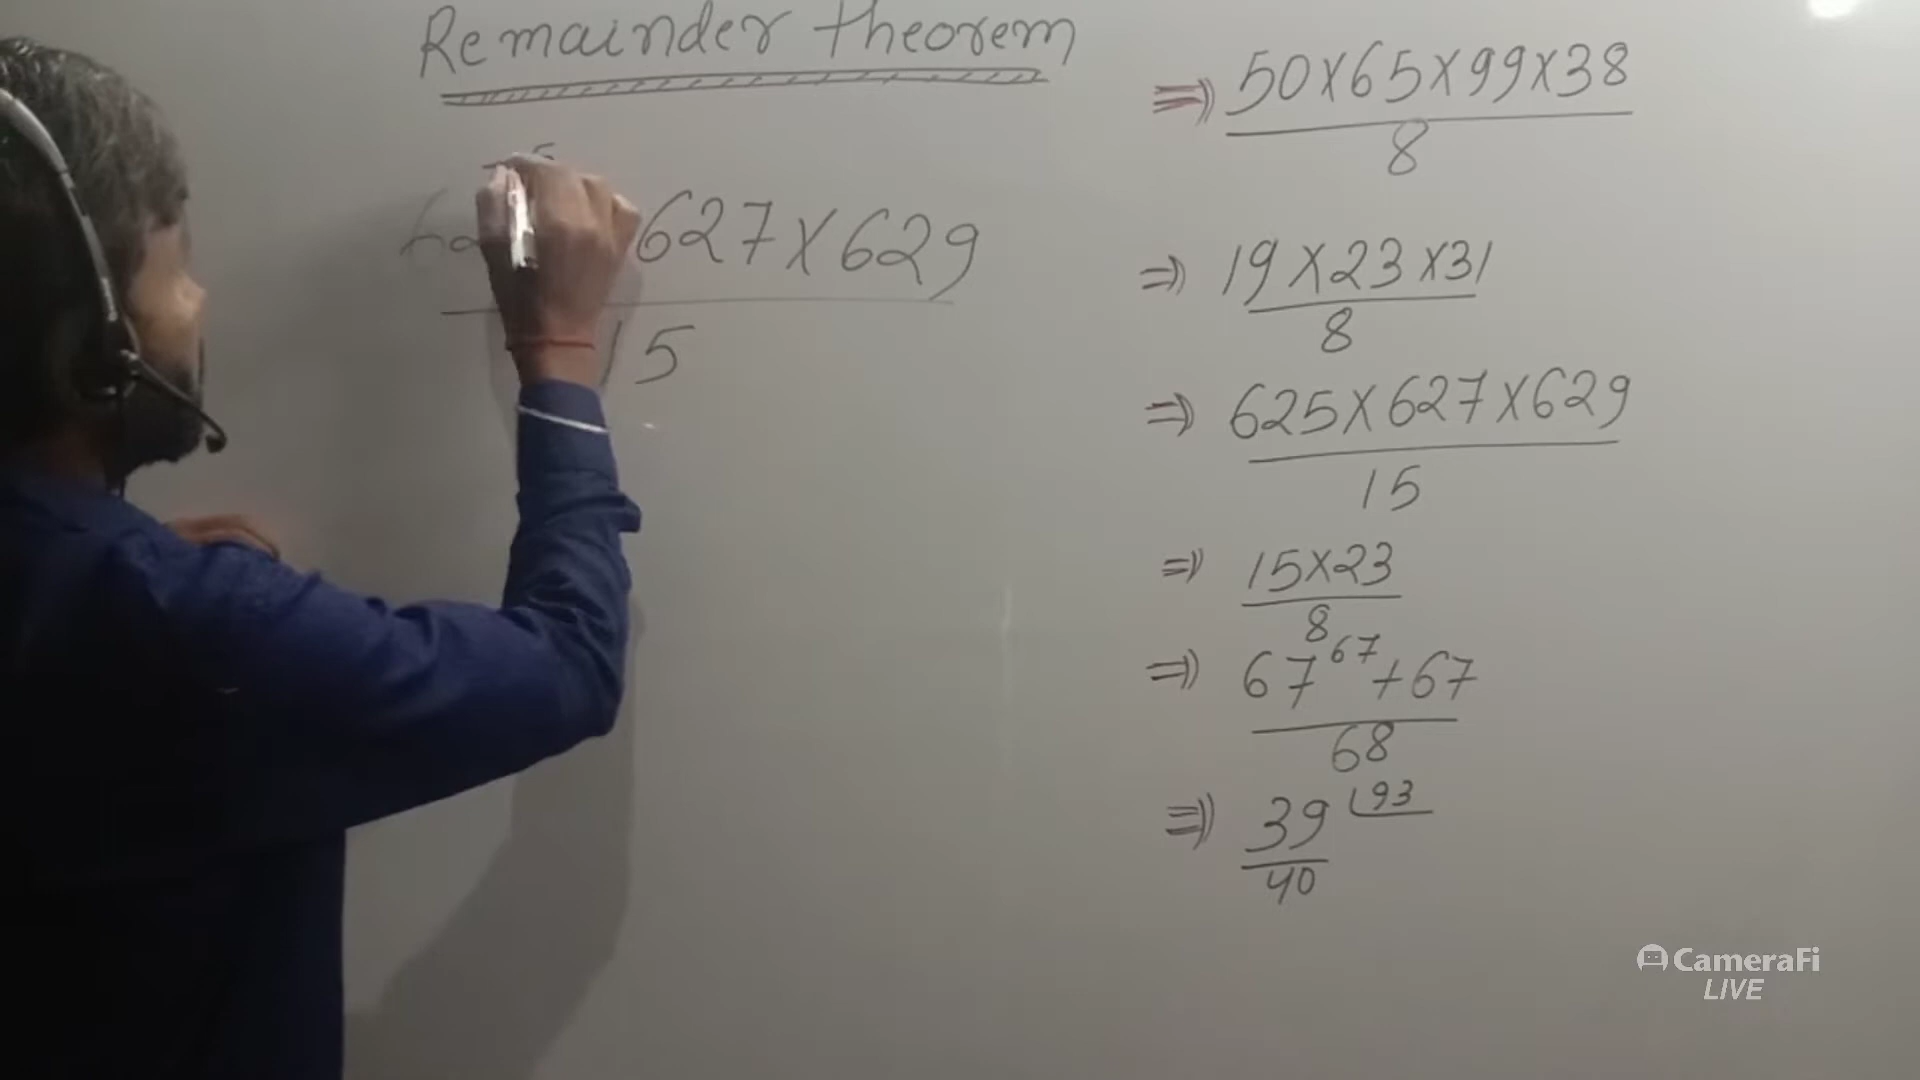 Remainder theorem
627X629
15
=> 50X65X99X38
8
=> 19X23X31
8
=> 625X627X629
15
=> 15X23
8
=> 67^67+67
68
=> 39^93
40
CameraFi
LIVE